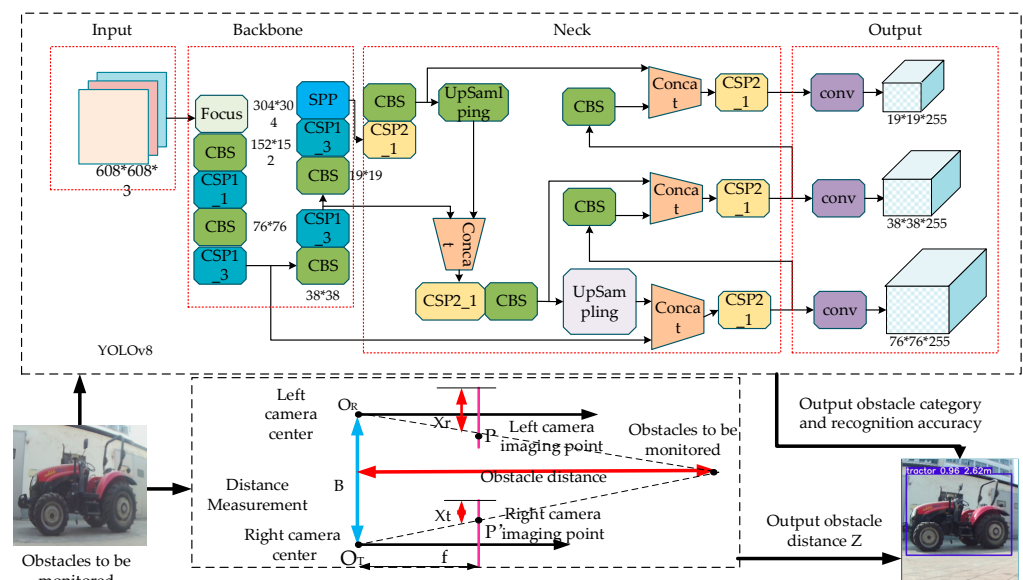 Input
Backbone
Neck
Output
608*608*
3
Focus
CBS
CSP1
_1
CBS
CSP1
_3
304*30
4
152*15
2
76*76
SPP
CSP1
_3
CBS
19*19
CSP1
_3
CBS
38*38
CBS
CSP2
_1
UpSaml
ping
Conca
t
CSP2_1
CBS
UpSam
pling
CBS
Conca
t
CSP2
_1
conv
19*19*255
CBS
Conca
t
CSP2
_1
conv
38*38*255
Conca
t
CSP2
_1
conv
76*76*255
YOLOv8
Left
camera
center
OR
Xr
P
Left camera
imaging point
Obstacles to be
monitored
Distance
Measurement
B
Obstacle distance
Xt
P'
Right camera
imaging point
Right camera
center
OT
f
Obstacles to be
monitored
Output obstacle category
and recognition accuracy
tractor 0.96 2.62m
Output obstacle
distance Z